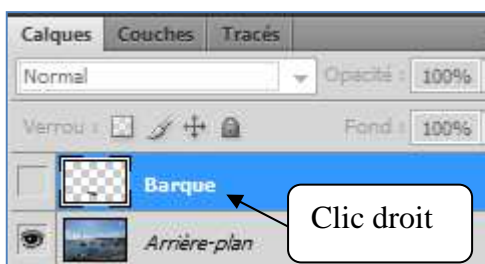 Calques Couches Tracés
Normal Opacité : 100%
Verrou : Fond : 100%
Barque
Clic droit
Arrière-plan